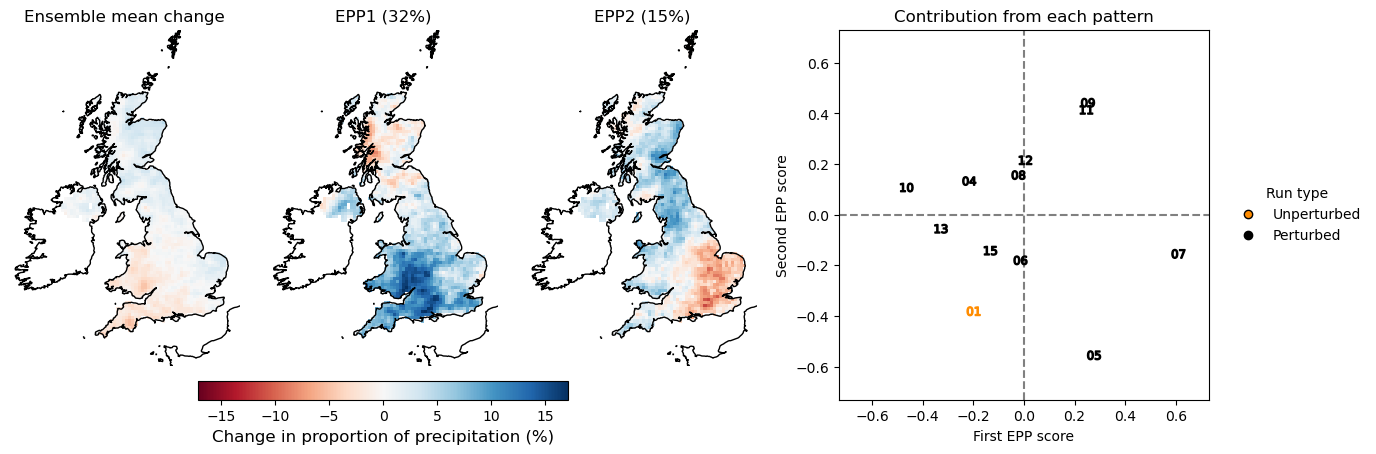 Ensemble mean change
EPP1 (32%)
EPP2 (15%)
−15 −10 −5 0 5 10 15
Change in proportion of precipitation (%)
Contribution from each pattern
Second EPP score
0.6
0.4
0.2
0.0
−0.2
−0.4
−0.6
09
11
12
08
04
10
13
15
06
07
01
05
−0.6 −0.4 −0.2 0.0 0.2 0.4 0.6
First EPP score
Run type
Unperturbed
Perturbed